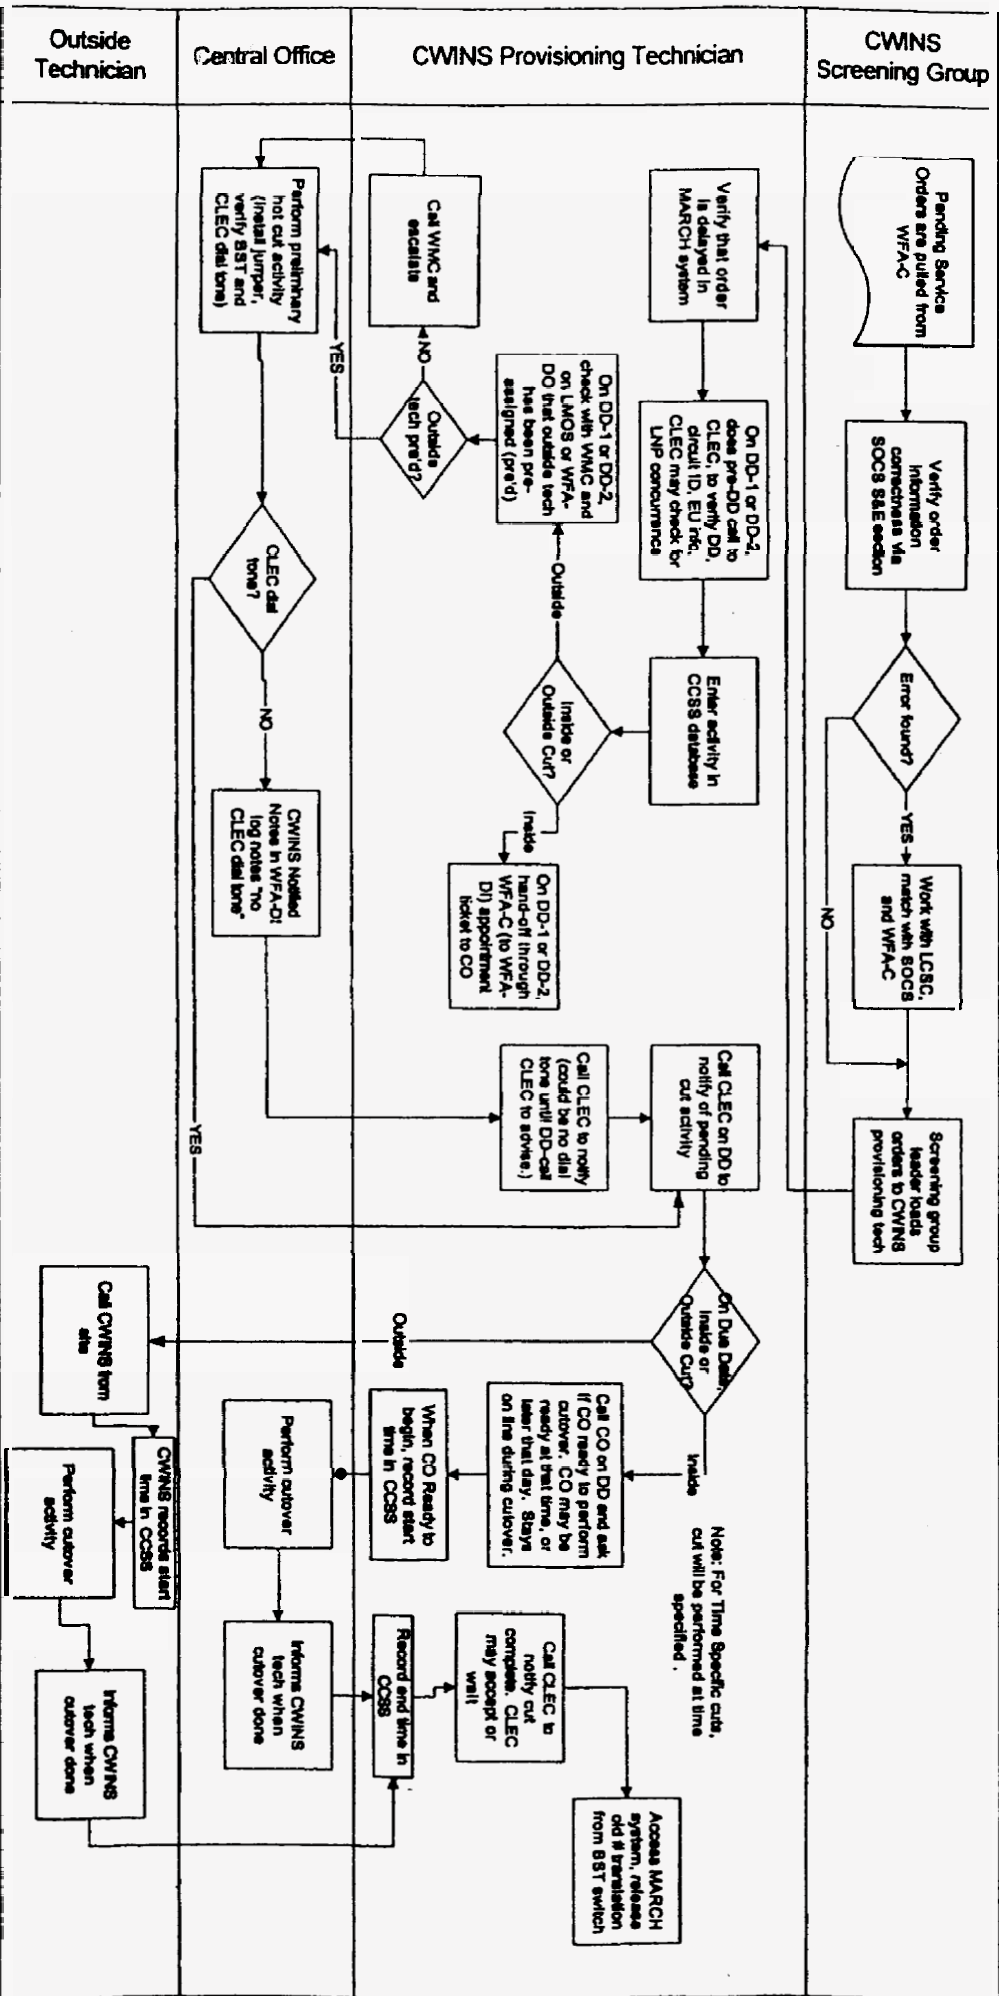 CWINS
Screening Group
Pending Service
Orders are pulled from
WFA-C
Verify order
information
correctness via
SOCS S&E section
Error found?
YES
NO
Work with LCSC,
match with SOCS
and WFA-C
Screening group
leader loads
orders to CWINS
provisioning tech
CWINS Provisioning Technician
Verify that order
is delayed in
MARCH system
On DD-1 or DD-2,
does pre-DD call to
CLEC, to verify DD,
circuit ID, EU info.
CLEC may check for
LNP concurrence
Enter activity in
CCSS database
Inside or
Outside Cut?
Outside
Inside
On DD-1 or DD-2,
check with WMC and
on LMOS or WFA-
DO that outside tech
has been pre-
assigned (pre'd)
On DD-1 or DD-2,
hand-off through
WFA-C (to WFA-
DI) appointment
ticket to CO
Outside
tech pre'd?
NO
YES
Call WMC and
escalate
Call CLEC to notify
(could be no dial
tone until DD-call
CLEC to advise.)
Call CLEC on DD to
notify of pending
cut activity
On Due Date,
Inside or
Outside Cut?
Outside
Inside
Note: For Time Specific cuts,
cut will be performed at time
specified.
Call CO on DD and ask
if CO ready to perform
cutover. CO may be
ready at that time, or
later that day. Stays
on line during cutover.
When CO Ready to
begin, record start
time in CCSS
Record end time in
CCSS
Call CLEC to
notify cut
complete. CLEC
may accept or
wait
Access MARCH
system, release
old # translation
from BST switch
Central Office
Perform preliminary
hot cut activity
(install jumper,
verify BST and
CLEC dial tone)
CLEC dial
tone?
NO
YES
CWINS Notified
Notes in WFA-DI
log notes "no
CLEC dial tone"
Perform cutover
activity
Informs CWINS
tech when
cutover done
Outside
Technician
Call CWINS from
site
CWINS records start
time in CCSS
Perform cutover
activity
Informs CWINS
tech when
cutover done